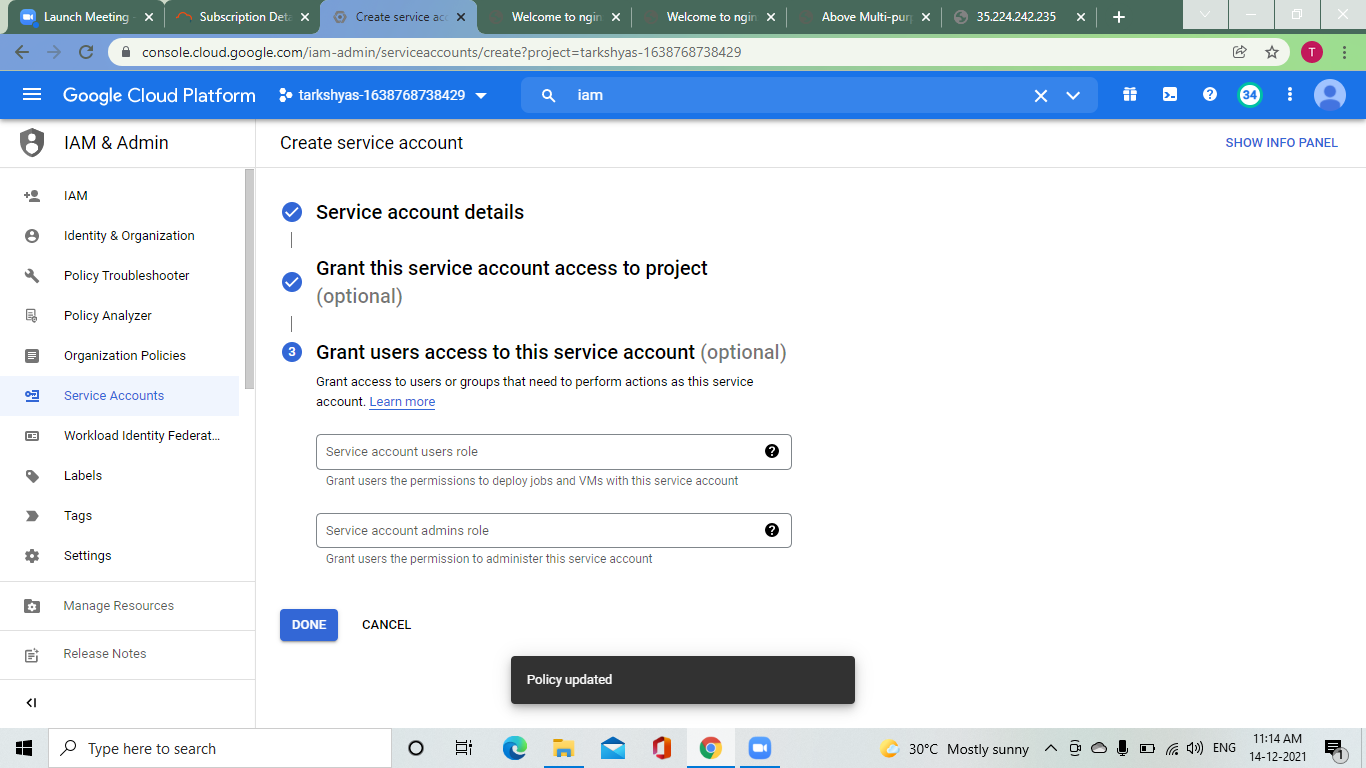 Launch Meeting
Subscription Deta
Create service ac
Welcome to ngin
Welcome to ngin
Above Multi-pur
35.224.242.235
console.cloud.google.com/iam-admin/serviceaccounts/create?project=tarkshyas-1638768738429
T
Google Cloud Platform
tarkshyas-1638768738429
iam
34
IAM & Admin
Create service account
SHOW INFO PANEL
IAM
Identity & Organization
Policy Troubleshooter
Policy Analyzer
Organization Policies
Service Accounts
Workload Identity Federat...
Labels
Tags
Settings
Manage Resources
Release Notes
Service account details
Grant this service account access to project
(optional)
3 Grant users access to this service account (optional)
Grant access to users or groups that need to perform actions as this service
account. Learn more
Service account users role
Grant users the permissions to deploy jobs and VMs with this service account
Service account admins role
Grant users the permission to administer this service account
DONE CANCEL
Policy updated
Type here to search
30°C Mostly sunny
ENG
11:14 AM
14-12-2021
1